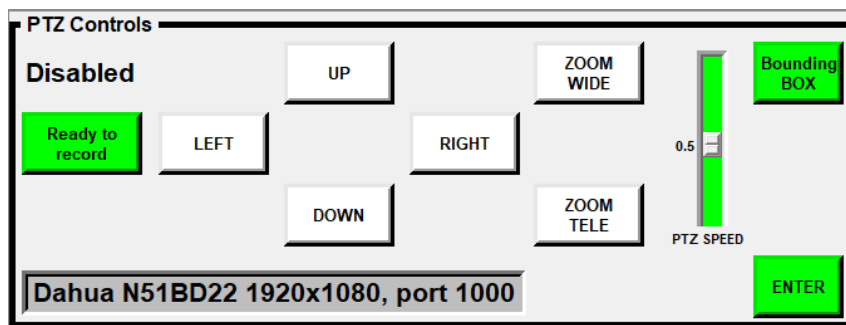 PTZ Controls
Disabled
UP
ZOOM
WIDE
Bounding
BOX
Ready to
record
LEFT
RIGHT
0.5
DOWN
ZOOM
TELE
PTZ SPEED
Dahua N51BD22 1920x1080, port 1000
ENTER